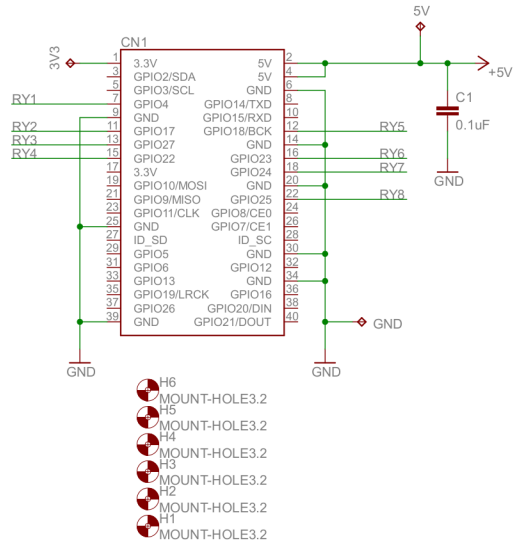 5V
3V3
CN1
1 3.3V 5V 2
3 GPIO2/SDA 5V 4
+5V
5 GPIO3/SCL GND 6
RY1 7 GPIO4 GPIO14/TXD 8
C1
9 GND GPIO15/RXD 10
0.1uF
RY2 11 GPIO17 GPIO18/BCK 12 RY5
RY3 13 GPIO27 GND 14
RY4 15 GPIO22 GPIO23 16 RY6
17 3.3V GPIO24 18 RY7
GND
19 GPIO10/MOSI GND 20
21 GPIO9/MISO GPIO25 22 RY8
23 GPIO11/CLK GPIO8/CE0 24
25 GND GPIO7/CE1 26
27 ID_SD ID_SC 28
29 GPIO5 GND 30
31 GPIO6 GPIO12 32
33 GPIO13 GND 34
35 GPIO19/LRCK GPIO16 36
37 GPIO26 GPIO20/DIN 38
39 GND GPIO21/DOUT 40
GND
GND
GND
H6
MOUNT-HOLE3.2
H5
MOUNT-HOLE3.2
H4
MOUNT-HOLE3.2
H3
MOUNT-HOLE3.2
H2
MOUNT-HOLE3.2
H1
MOUNT-HOLE3.2